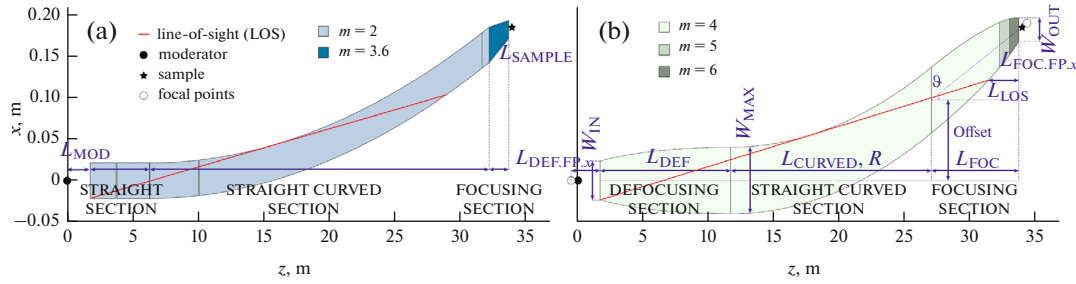 (a)
line-of-sight (LOS)
moderator
sample
focal points
m = 2
m = 3.6
L_SAMPLE
L_MOD
L_DEF.FP.x
STRAIGHT SECTION
STRAIGHT CURVED SECTION
FOCUSING SECTION
x, m
0.20
0.15
0.10
0.05
0
−0.05
0 5 10 15 20 25 30 35
z, m
(b)
m = 4
m = 5
m = 6
W_IN
W_MAX
W_OUT
L_FOC.FP.x
L_LOS
ϑ
Offset
L_DEF
L_CURVED, R
L_FOC
DEFOCUSING SECTION
STRAIGHT CURVED SECTION
FOCUSING SECTION
0 5 10 15 20 25 30 35
z, m